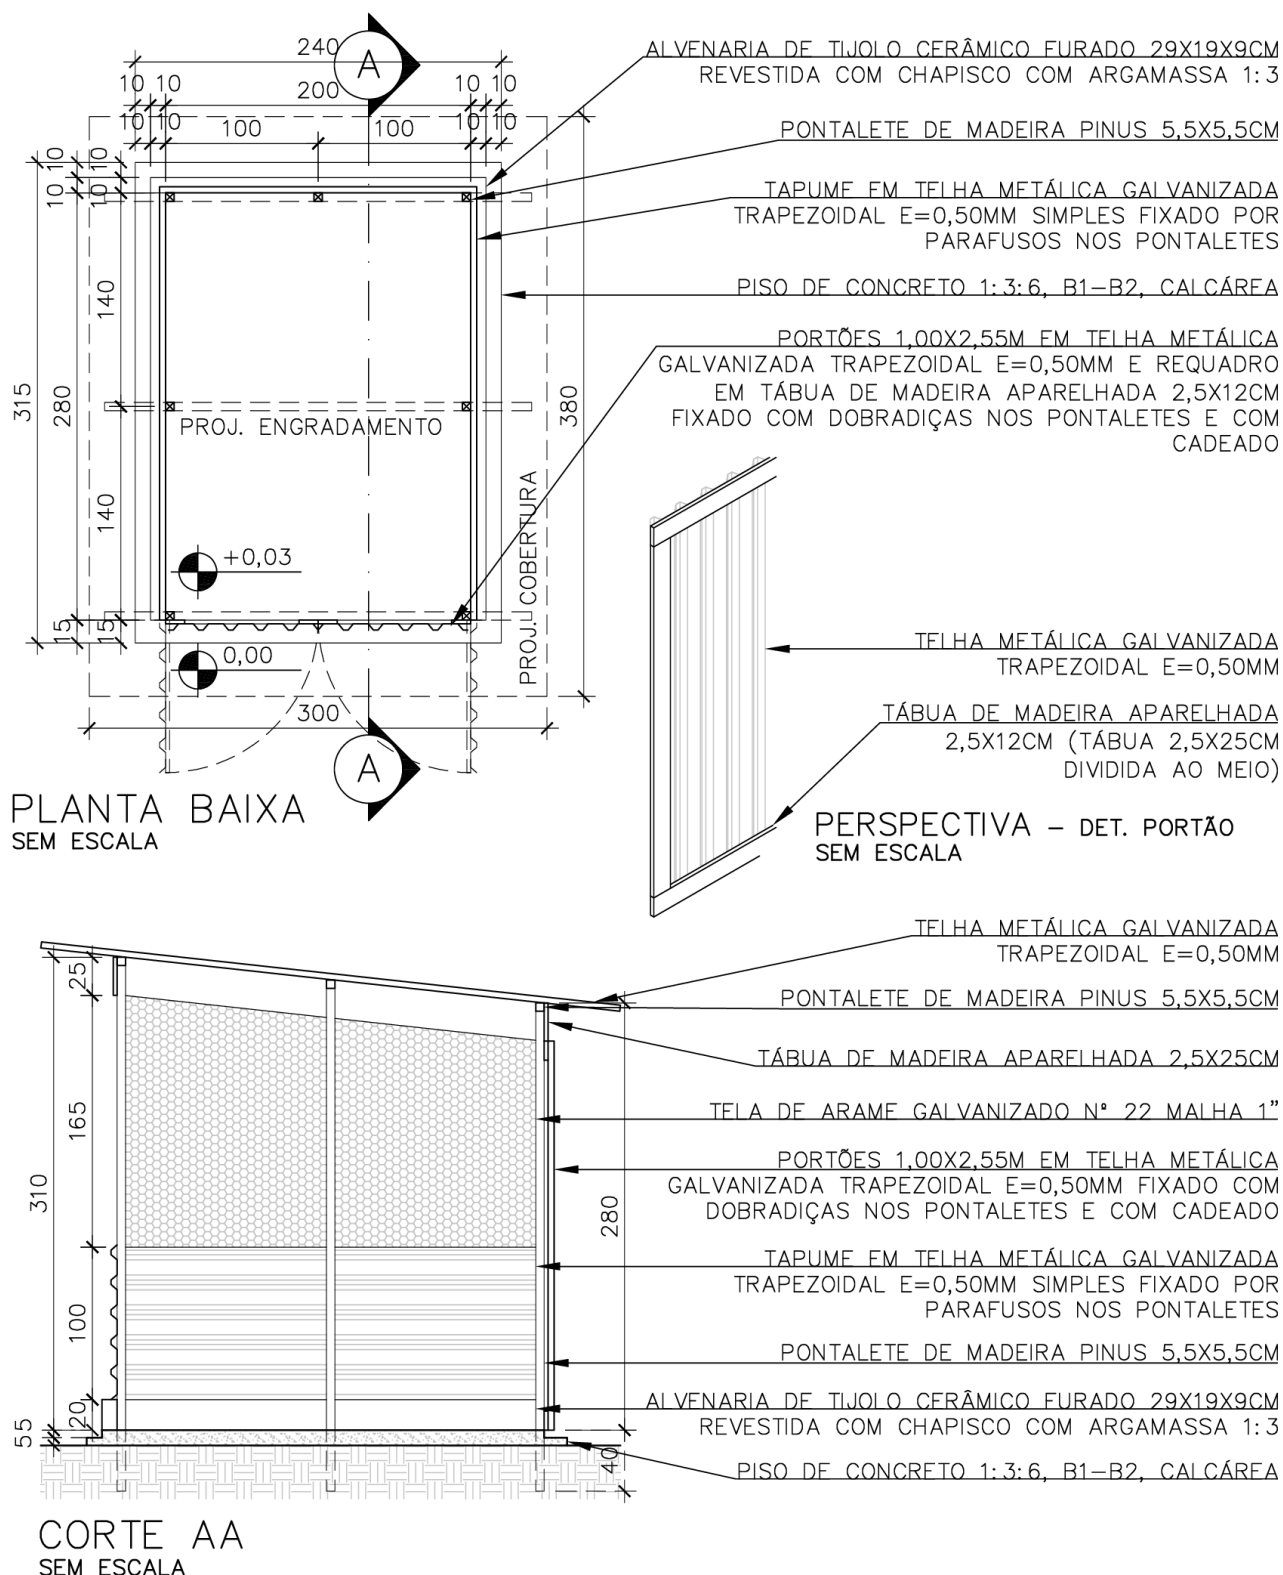 240
A
10
10
200
10
10
10
10
100
100
10
10
ALVENARIA DE TIJOLO CERÂMICO FURADO 29X19X9CM
REVESTIDA COM CHAPISCO COM ARGAMASSA 1:3
PONTALETE DE MADEIRA PINUS 5,5X5,5CM
TAPUME EM TELHA METÁLICA GALVANIZADA
TRAPEZOIDAL E=0,50MM SIMPLES FIXADO POR
PARAFUSOS NOS PONTALETES
PISO DE CONCRETO 1:3:6, B1-B2, CALCÁREA
PORTÕES 1,00X2,55M EM TELHA METÁLICA
GALVANIZADA TRAPEZOIDAL E=0,50MM E REQUADRO
EM TÁBUA DE MADEIRA APARELHADA 2,5X12CM
FIXADO COM DOBRADIÇAS NOS PONTALETES E COM
CADEADO
10
10
10
10
140
315
280
380
PROJ. ENGRADAMENTO
140
PROJ. COBERTURA
+0,03
15
15
0,00
300
A
PLANTA BAIXA
SEM ESCALA
TELHA METÁLICA GALVANIZADA
TRAPEZOIDAL E=0,50MM
TÁBUA DE MADEIRA APARELHADA
2,5X12CM (TÁBUA 2,5X25CM
DIVIDIDA AO MEIO)
PERSPECTIVA - DET. PORTÃO
SEM ESCALA
TELHA METÁLICA GALVANIZADA
TRAPEZOIDAL E=0,50MM
PONTALETE DE MADEIRA PINUS 5,5X5,5CM
TÁBUA DE MADEIRA APARELHADA 2,5X25CM
TELA DE ARAME GALVANIZADO Nº 22 MALHA 1"
PORTÕES 1,00X2,55M EM TELHA METÁLICA
GALVANIZADA TRAPEZOIDAL E=0,50MM FIXADO COM
DOBRADIÇAS NOS PONTALETES E COM CADEADO
TAPUME EM TELHA METÁLICA GALVANIZADA
TRAPEZOIDAL E=0,50MM SIMPLES FIXADO POR
PARAFUSOS NOS PONTALETES
PONTALETE DE MADEIRA PINUS 5,5X5,5CM
ALVENARIA DE TIJOLO CERÂMICO FURADO 29X19X9CM
REVESTIDA COM CHAPISCO COM ARGAMASSA 1:3
PISO DE CONCRETO 1:3:6, B1-B2, CALCÁREA
25
165
310
100
20
55
280
40
CORTE AA
SEM ESCALA